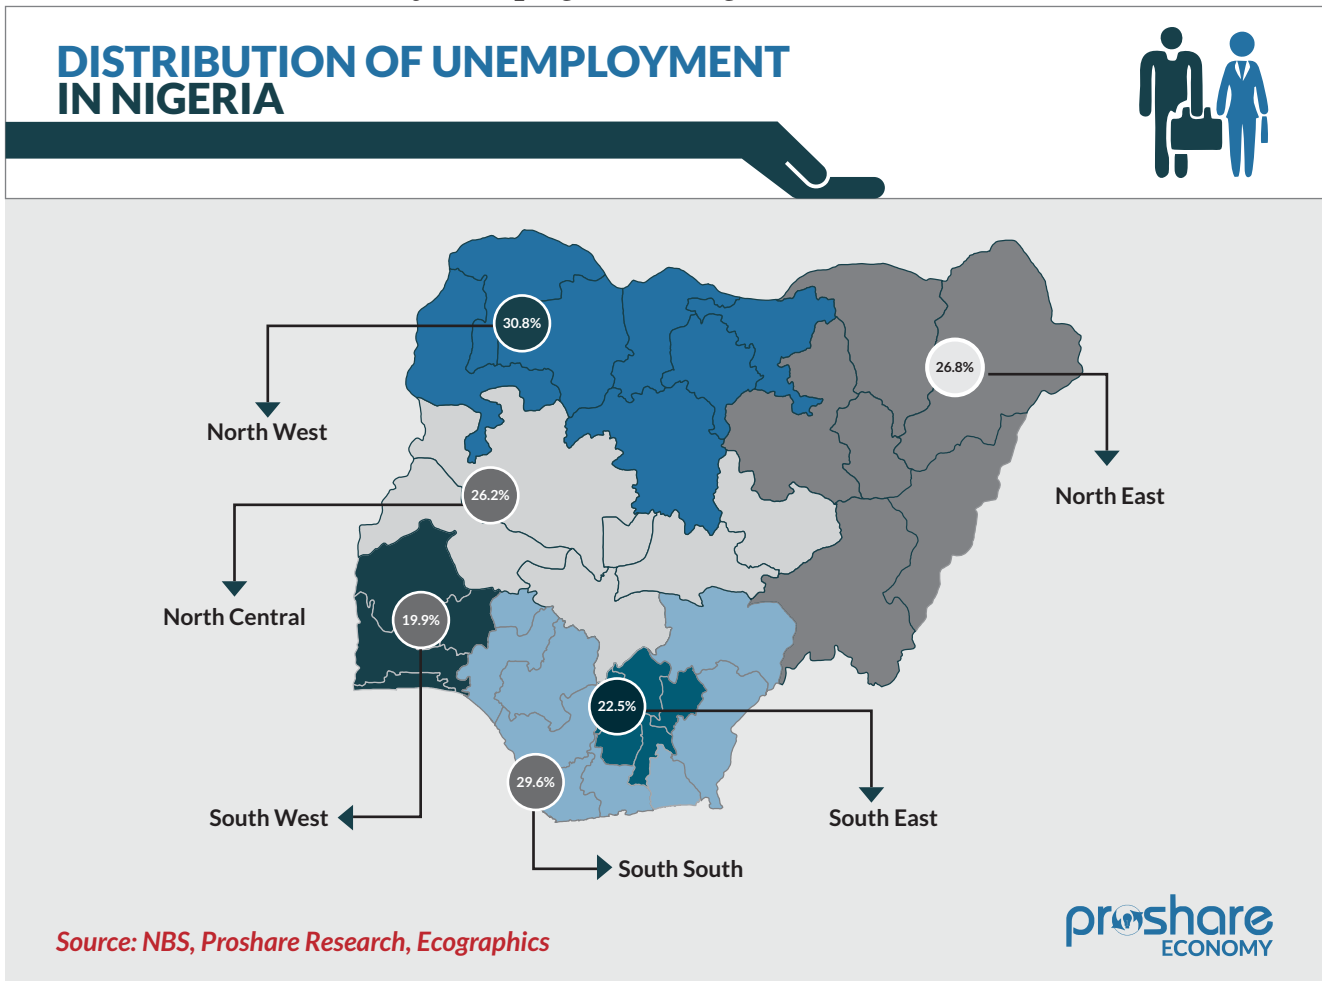 DISTRIBUTION OF UNEMPLOYMENT
IN NIGERIA
30.8%
26.8%
North West
26.2%
North East
North Central
19.9%
22.5%
29.6%
South West
South East
South South
Source: NBS, Proshare Research, Ecographics
proshare
ECONOMY